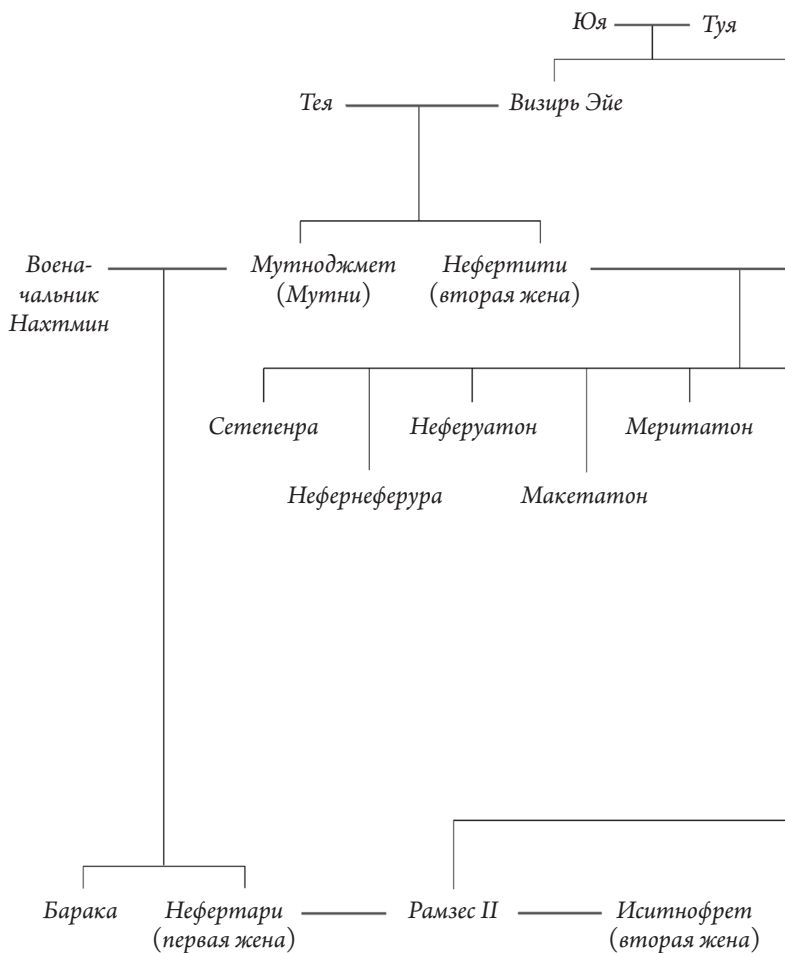 Юя Туя
Тея Визирь Эйе
Воена-
чальник
Нахтмин
Мутноджмет
(Мутни)
Нефертити
(вторая жена)
Сетепенра Неферуатон Меритатон
Нефернеферура Макетатон
Барака
Нефертари
(первая жена)
Рамзес II
Иситнофрет
(вторая жена)